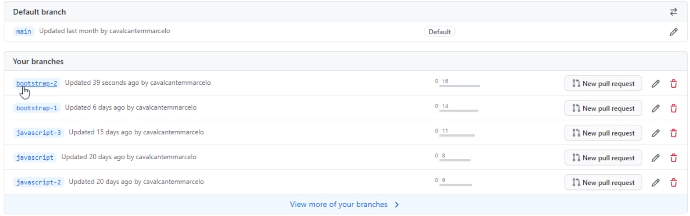 Default branch
main Updated last month by cavalcantemmarcelo Default
Your branches
bootstrap-2 Updated 39 seconds ago by cavalcantemmarcelo 0 16 New pull request
bootstrap-1 Updated 6 days ago by cavalcantemmarcelo 0 14 New pull request
javascript-3 Updated 15 days ago by cavalcantemmarcelo 0 11 New pull request
javascript Updated 20 days ago by cavalcantemmarcelo 0 8 New pull request
javascript-2 Updated 20 days ago by cavalcantemmarcelo 0 9 New pull request
View more of your branches